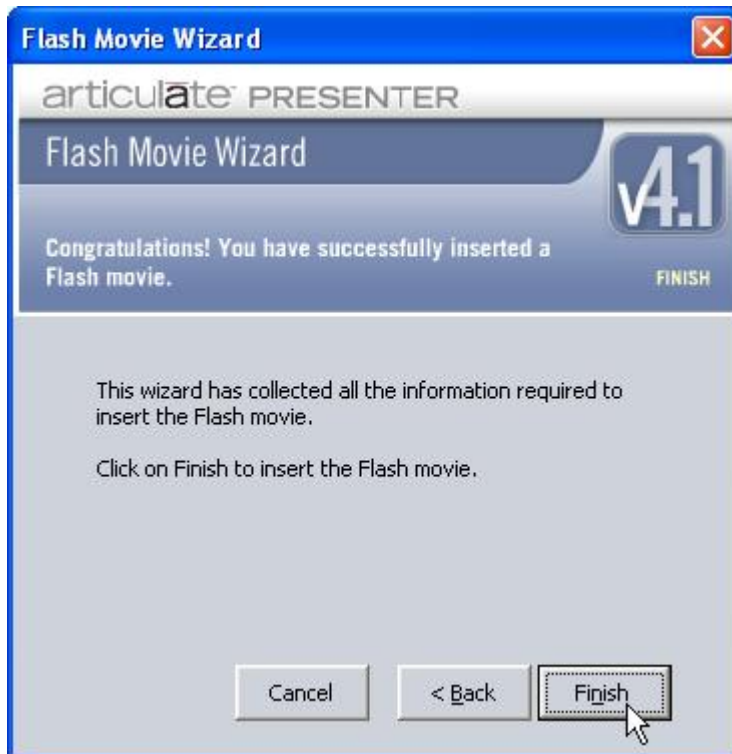 Flash Movie Wizard
articulāte PRESENTER
Flash Movie Wizard
v4.1
Congratulations! You have successfully inserted a
Flash movie.
FINISH
This wizard has collected all the information required to
insert the Flash movie.
Click on Finish to insert the Flash movie.
Cancel
< Back
Finish